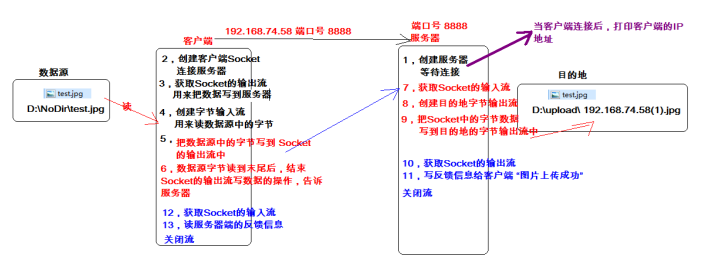 192.168.74.58 端口号 8888
客户端
端口号 8888
服务器
当客户端连接后，打印客户端的IP
地址
数据源
test.jpg
D:\NoDir\test.jpg
读
2，创建客户端Socket
连接服务器
3，获取Socket的输出流
用来把数据写到服务器
4，创建字节输入流
用来读数据源中的字节
5，把数据源中的字节写到 Socket
的输出流中
6，数据源字节读到末尾后，结束
Socket的输出流写数据的操作，告诉
服务器
12，获取Socket的输入流
13，读服务器端的反馈信息
关闭流
1，创建服务器
等待连接
7，获取Socket的输入流
8，创建目的地字节输出流
9，把Socket中的字节数据
写到目的地的字节输出流中
10，获取Socket的输出流
11，写反馈信息给客户端 “图片上传成功”
关闭流
目的地
test.jpg
D:\upload\ 192.168.74.58(1).jpg